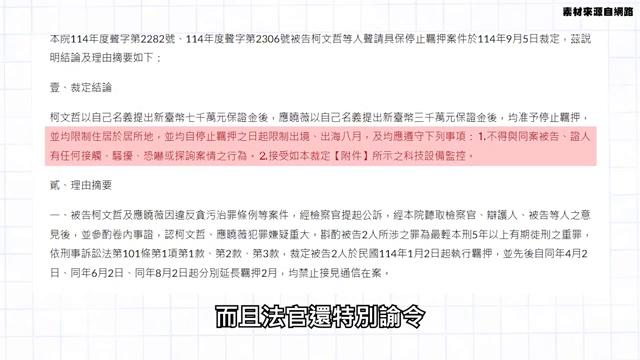 素材來源自網路
本院114年度聲字第2282號、114年度聲字第2306號被告柯文哲等人聲請具保停止羈押案件於114年9月5日裁定，茲說
明結論及理由摘要如下：
壹、裁定結論
柯文哲以自己名義提出新臺幣七千萬元保證金後，應曉薇以自己名義提出新臺幣三千萬元保證金後，均准予停止羈押，
並均限制住居於居所地，並均自停止羈押之日起限制出境、出海八月，及均應遵守下列事項：1.不得與同案被告、證人
有任何接觸、騷擾、恐嚇或探詢案情之行為。2.接受如本裁定【附件】所示之科技設備監控。
貳、理由摘要
一、被告柯文哲及應曉薇因違反貪污治罪條例等案件，經檢察官提起公訴，經本院聽取檢察官、辯護人、被告等人之意
見後，並參酌卷內事證，認柯文哲、應曉薇犯罪嫌疑重大，斟酌被告2人所涉之罪為最輕本刑5年以上有期徒刑之重罪，
依刑事訴訟法第101條第1項第1款、第2款、第3款，裁定被告2人於民國114年1月2日起執行羈押，並先後自同年4月2
日、同年6月2日、同年8月2日起分別延長羈押2月，均禁止接見通信在案。
而且法官還特別諭令